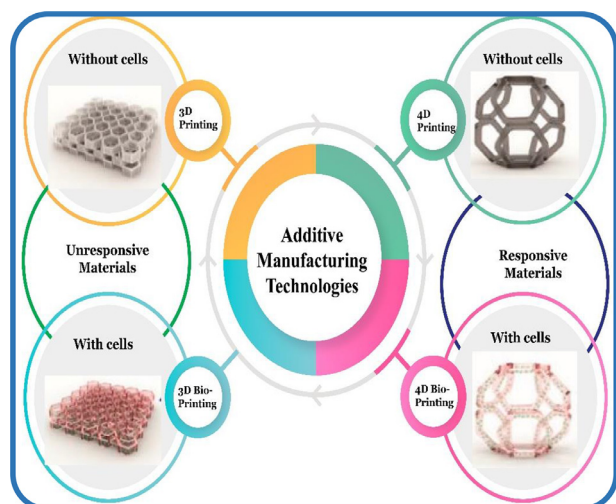 Without cells
3D
Printing
Unresponsive
Materials
With cells
3D Bio-
Printing
Additive
Manufacturing
Technologies
Without cells
4D
Printing
Responsive
Materials
With cells
4D Bio-
Printing